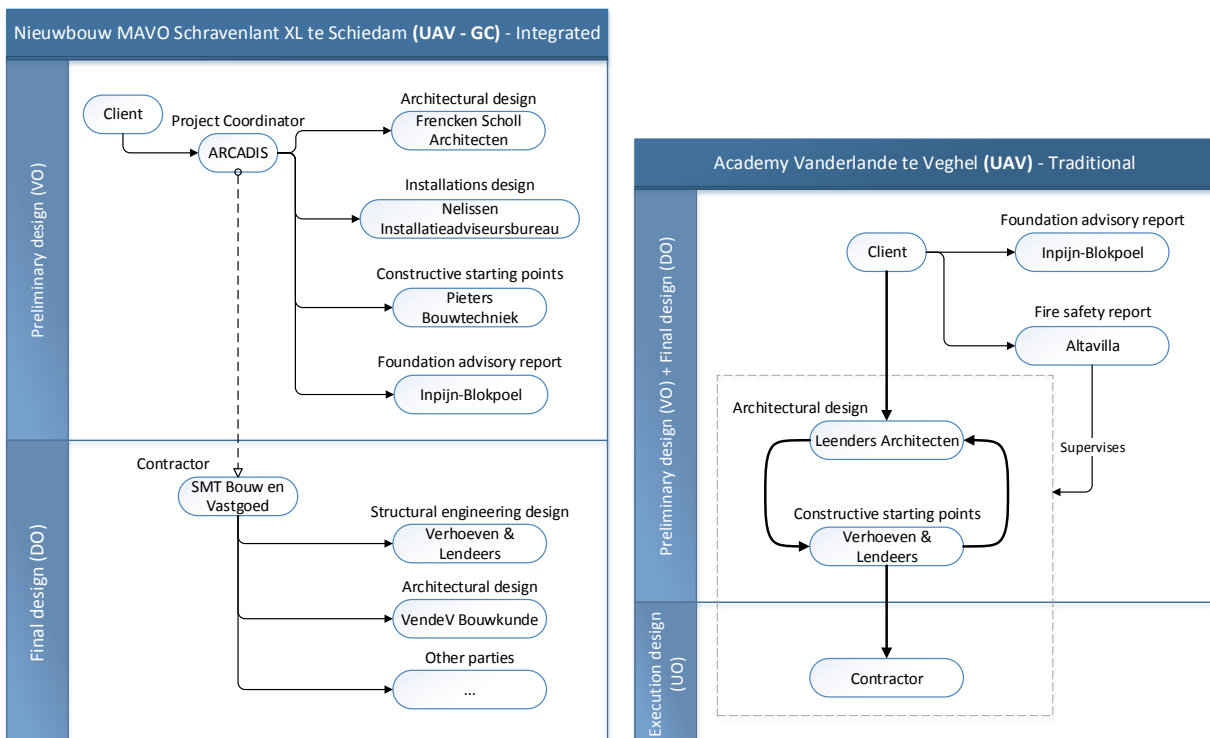 Nieuwbouw MAVO Schravenlant XL te Schiedam (UAV - GC) - Integrated
Preliminary design (VO)
Client
Project Coordinator
ARCADIS
Architectural design
Frencken Scholl
Architecten
Installations design
Nelissen
Installatieadviseursbureau
Constructive starting points
Pieters
Bouwtechniek
Foundation advisory report
Inpijn-Blokpoel
Final design (DO)
Contractor
SMT Bouw en
Vastgoed
Structural engineering design
Verhoeven &
Lendeers
Architectural design
VendeV Bouwkunde
Other parties
...
Academy Vanderlande te Veghel (UAV) - Traditional
Preliminary design (VO) + Final design (DO)
Client
Foundation advisory report
Inpijn-Blokpoel
Fire safety report
Altavilla
Architectural design
Leenders Architecten
Supervises
Constructive starting points
Verhoeven &
Lendeers
Execution design
(UO)
Contractor